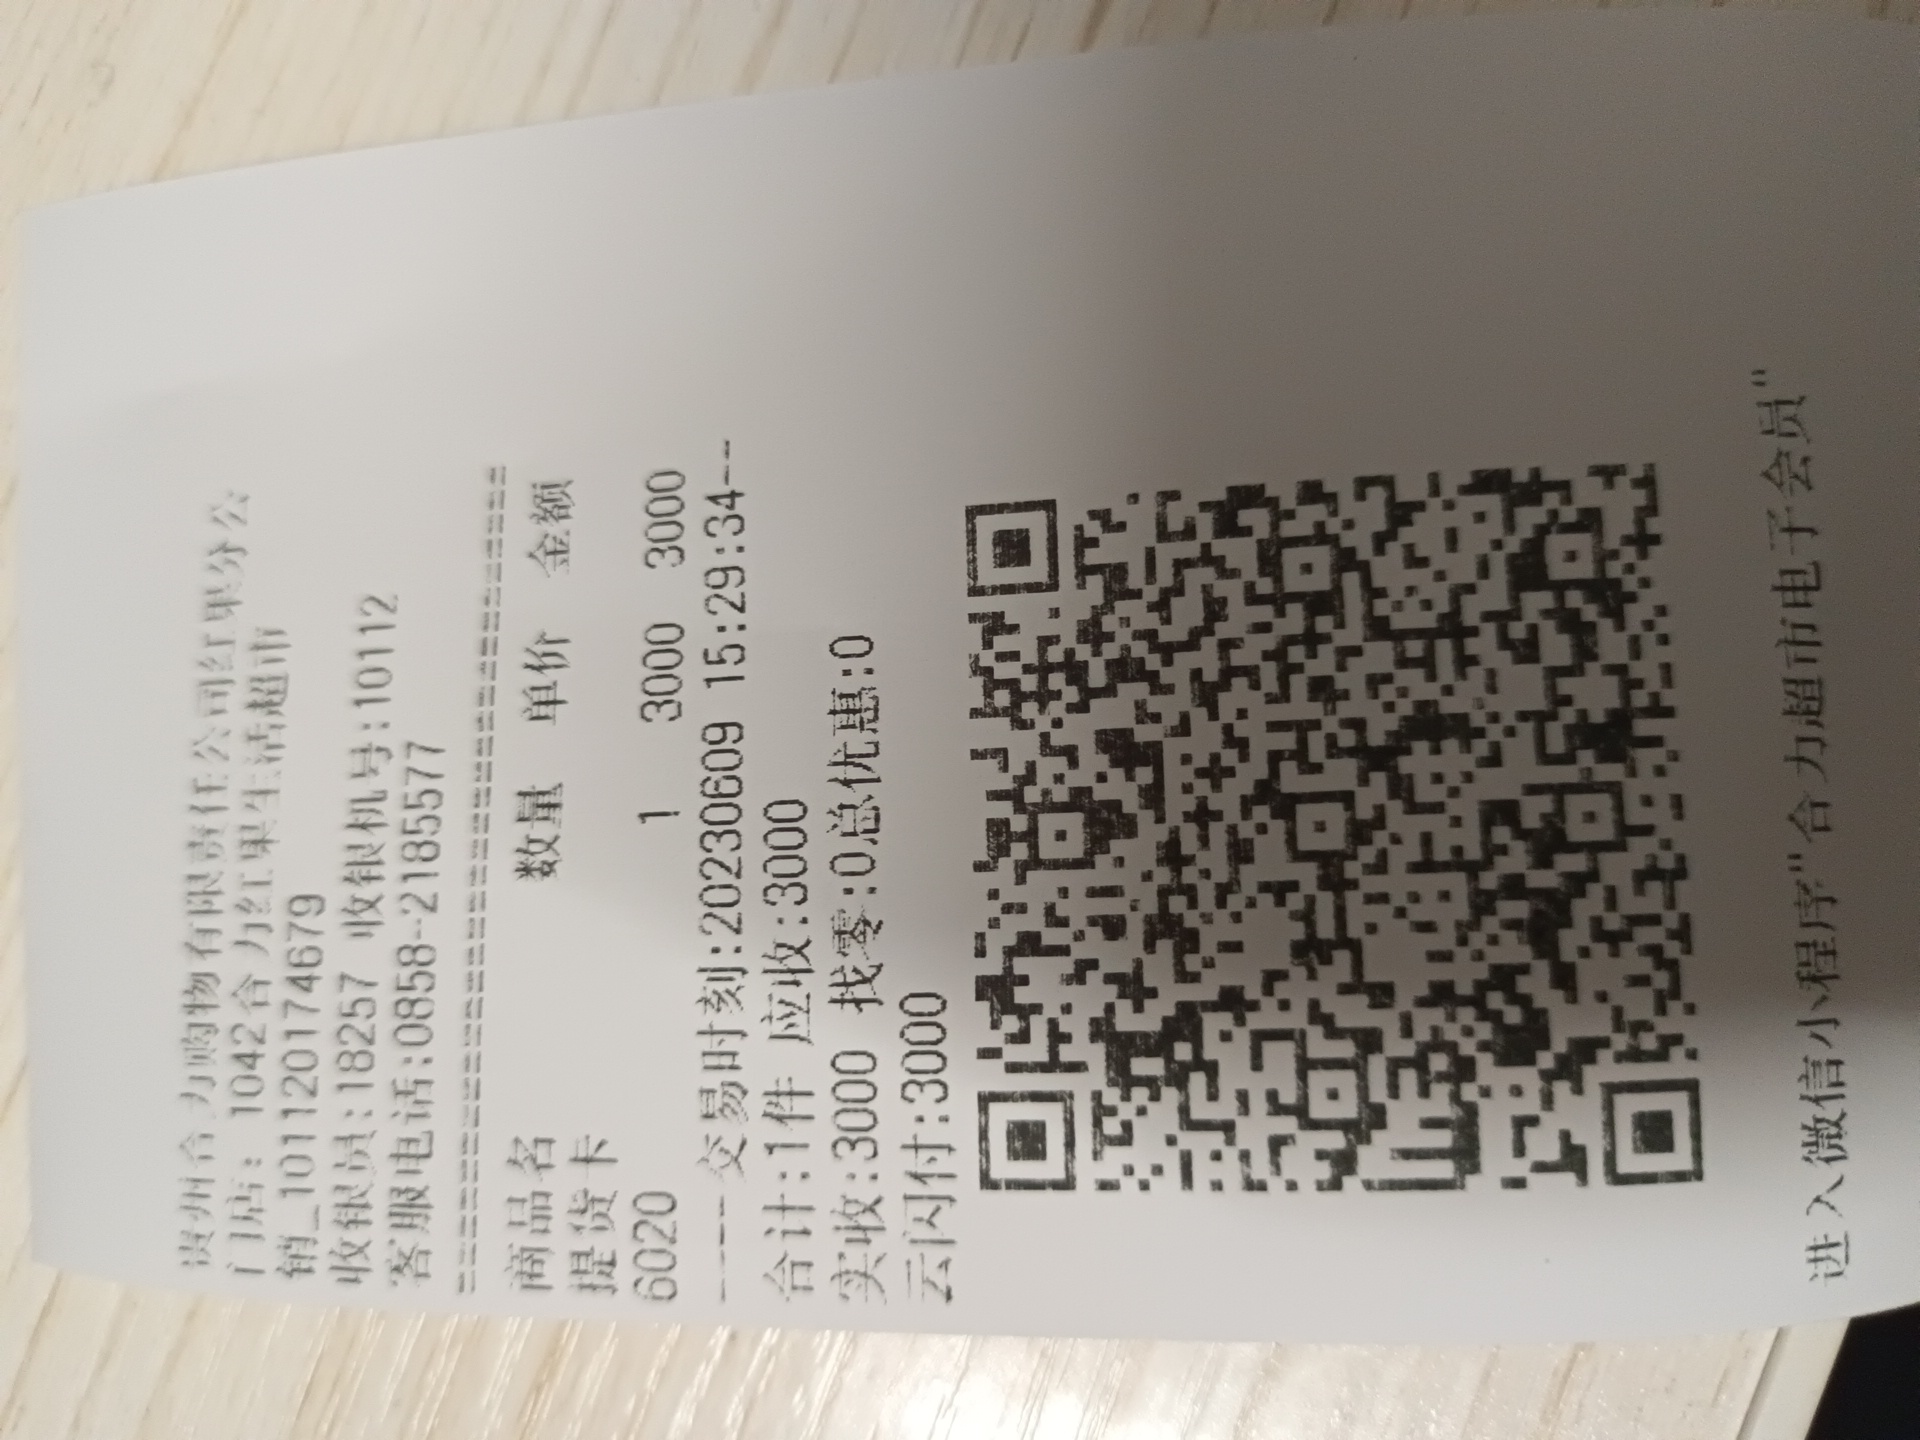 贵州合力购物有限责任公司红果分公
门店: 1042合力红果生活超市
销_1011201746​79
收银员:18257 收银机号:10112
客服电话:0858-2185577
================================
商品名 数量 单价 金额
提货卡
6020 1 3000 3000
----交易时刻:20230609 15:29:34--
合计:1件 应收:3000
实收:3000 找零:0总优惠:0
云闪付:3000
进入微信小程序"合力超市电子会员"